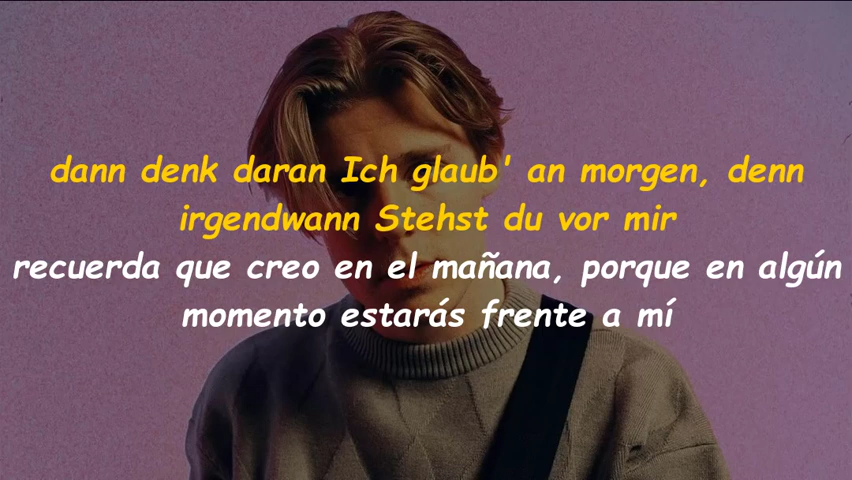 dann denk daran Ich glaub' an morgen, denn
irgendwann Stehst du vor mir
recuerda que creo en el mañana, porque en algún
momento estarás frente a mí